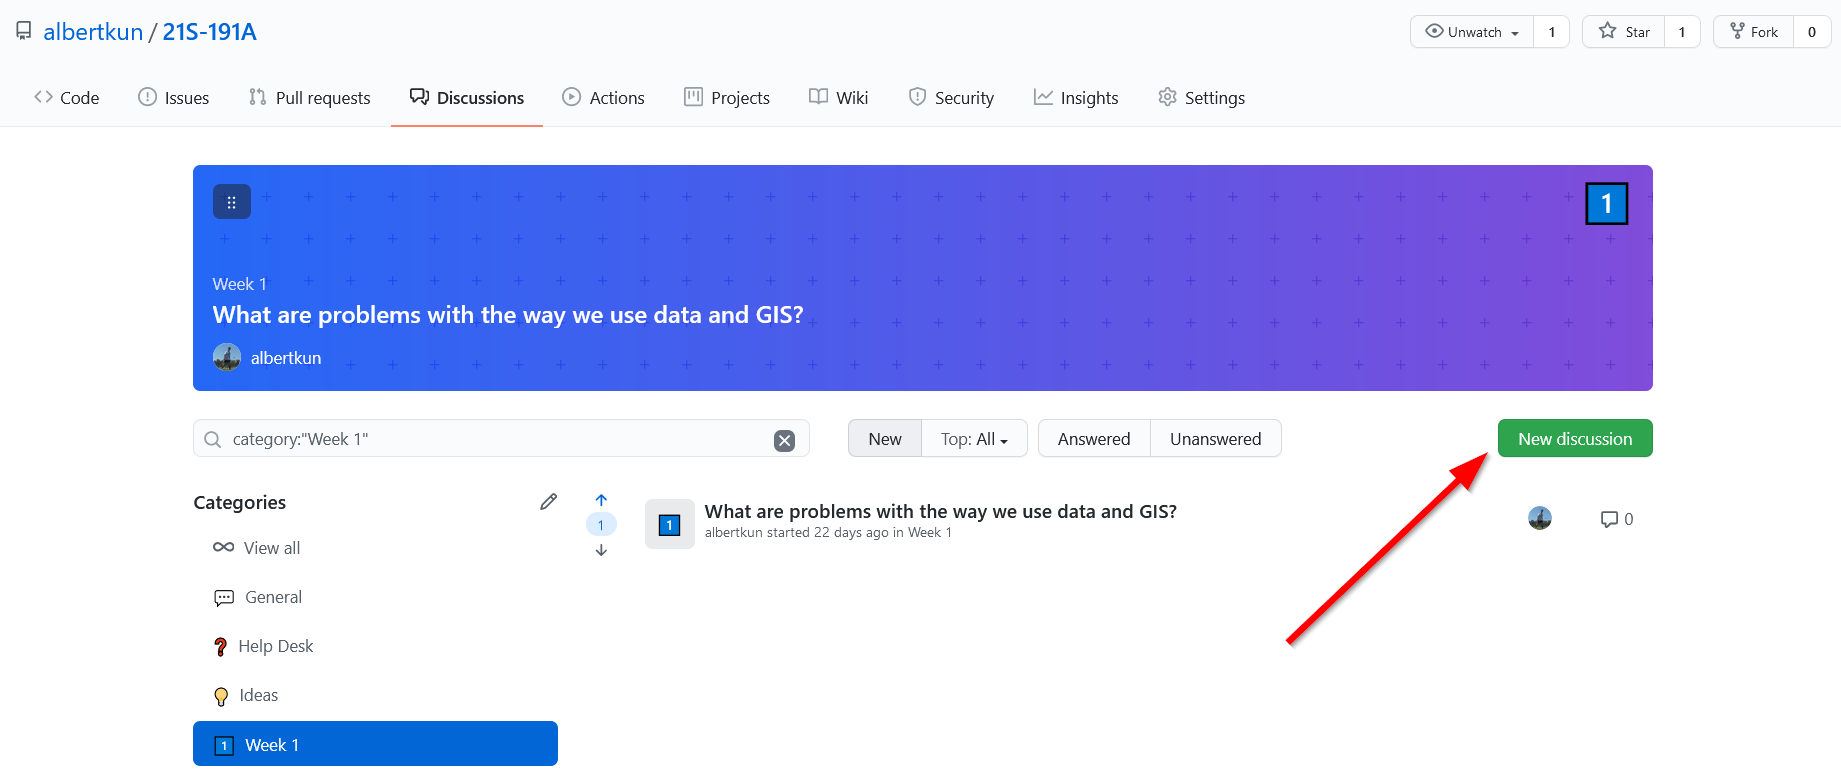 albertkun / 21S-191A
Unwatch 1
Star 1
Fork 0
Code
Issues
Pull requests
Discussions
Actions
Projects
Wiki
Security
Insights
Settings
1
Week 1
What are problems with the way we use data and GIS?
albertkun
category:"Week 1"
New
Top: All
Answered
Unanswered
New discussion
Categories
View all
General
Help Desk
Ideas
1 Week 1
1
1
What are problems with the way we use data and GIS?
albertkun started 22 days ago in Week 1
0